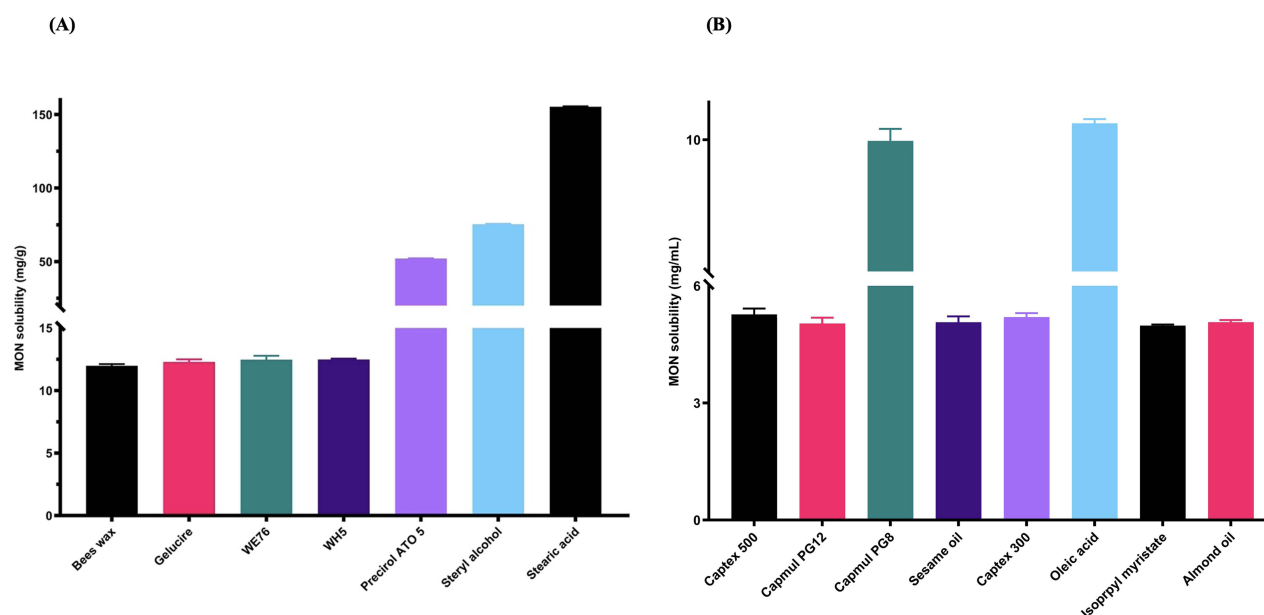 (A)
(B)
MON solubility (mg/g)
150
100
50
15
10
5
0
Bees wax
Gelucire
WE76
WH5
Precirol ATO 5
Steryl alcohol
Stearic acid
MON solubility (mg/mL)
10
6
3
0
Captex 500
Capmul PG12
Capmul PG8
Sesame oil
Captex 300
Oleic acid
Isoprpyl myristate
Almond oil